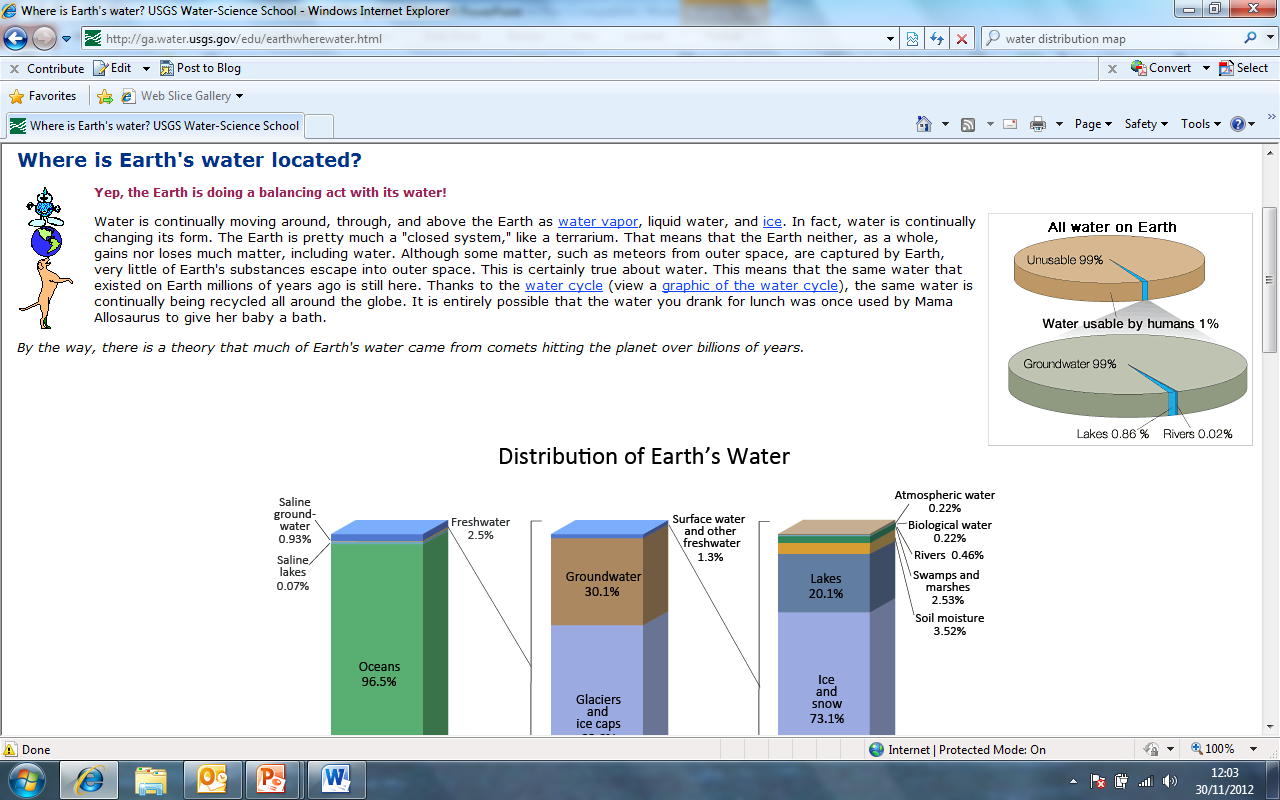 Where is Earth's water? USGS Water-Science School - Windows Internet Explorer
http://ga.water.usgs.gov/edu/earthwherewater.html
water distribution map
x Contribute Edit Post to Blog
x Convert Select
Favorites Web Slice Gallery
Where is Earth's water? USGS Water-Science School
Page Safety Tools
Where is Earth's water located?
Yep, the Earth is doing a balancing act with its water!
Water is continually moving around, through, and above the Earth as water vapor, liquid water, and ice. In fact, water is continually
changing its form. The Earth is pretty much a "closed system," like a terrarium. That means that the Earth neither, as a whole,
gains nor loses much matter, including water. Although some matter, such as meteors from outer space, are captured by Earth,
very little of Earth's substances escape into outer space. This is certainly true about water. This means that the same water that
existed on Earth millions of years ago is still here. Thanks to the water cycle (view a graphic of the water cycle), the same water is
continually being recycled all around the globe. It is entirely possible that the water you drank for lunch was once used by Mama
Allosaurus to give her baby a bath.
By the way, there is a theory that much of Earth's water came from comets hitting the planet over billions of years.
All water on Earth
Unusable 99%
Water usable by humans 1%
Groundwater 99%
Lakes 0.86 % Rivers 0.02%
Distribution of Earth’s Water
Saline
ground-
water
0.93%
Saline
lakes
0.07%
Oceans
96.5%
Freshwater
2.5%
Groundwater
30.1%
Glaciers
and
ice caps
Surface water
and other
freshwater
1.3%
Lakes
20.1%
Ice
and
snow
73.1%
Atmospheric water
0.22%
Biological water
0.22%
Rivers 0.46%
Swamps and
marshes
2.53%
Soil moisture
3.52%
Done
Internet | Protected Mode: On
100%
12:03
30/11/2012